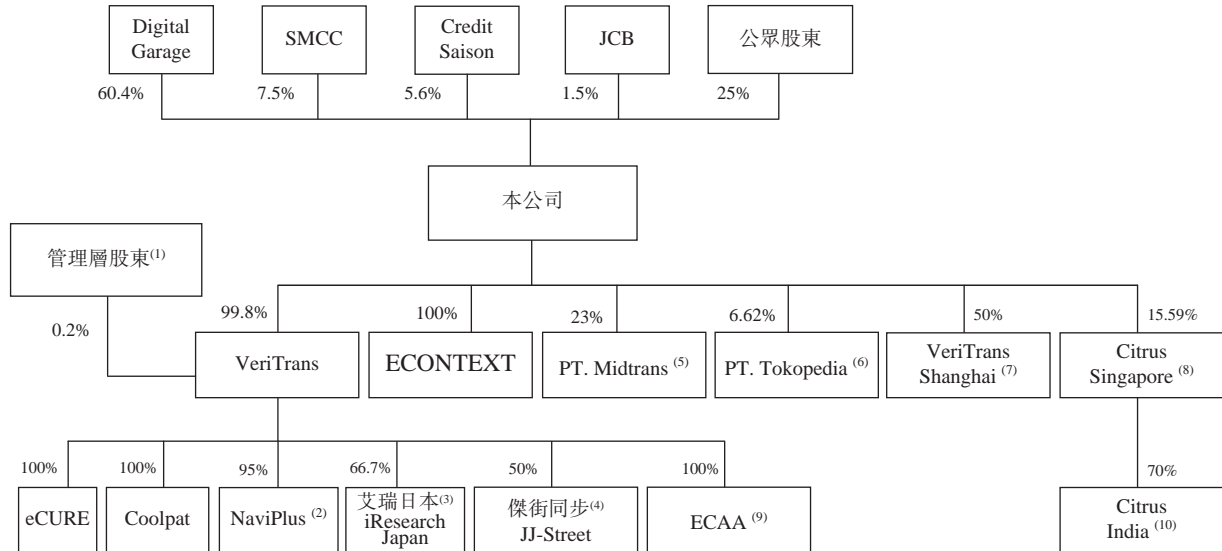 Digital
Garage
SMCC
Credit
Saison
JCB
公眾股東
60.4%
7.5%
5.6%
1.5%
25%
本公司
管理層股東(1)
0.2%
99.8%
100%
23%
6.62%
50%
15.59%
VeriTrans
ECONTEXT
PT. Midtrans (5)
PT. Tokopedia (6)
VeriTrans
Shanghai (7)
Citrus
Singapore (8)
100%
100%
95%
66.7%
50%
100%
70%
eCURE
Coolpat
NaviPlus (2)
艾瑞日本(3)
iResearch
Japan
傑街同步(4)
JJ-Street
ECAA (9)
Citrus
India (10)